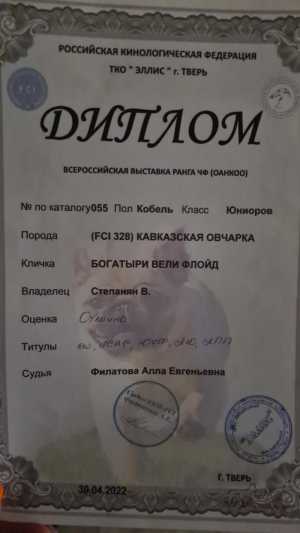 РОССИЙСКАЯ КИНОЛОГИЧЕСКАЯ ФЕДЕРАЦИЯ
ТКО " ЭЛЛИС " г. ТВЕРЬ
FCI
ДИПЛОМ
ВСЕРОССИЙСКАЯ ВЫСТАВКА РАНГА ЧФ (ОАНКОО)
№ по каталогу 055 Пол Кобель Класс Юниоров
Порода (FCI 328) КАВКАЗСКАЯ ОВЧАРКА
Кличка БОГАТЫРИ ВЕЛИ ФЛОЙД
Владелец Степанян В.
Оценка Отлично
Титулы
Судья Филатова Алла Евгеньевна
г. ТВЕРЬ
30.04.2022